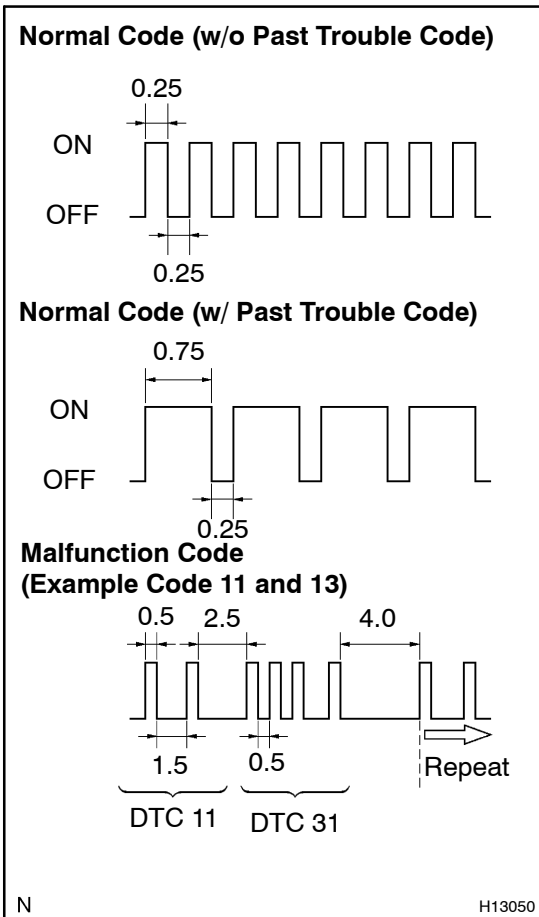 Normal Code (w/o Past Trouble Code)
0.25
ON
OFF
0.25
Normal Code (w/ Past Trouble Code)
0.75
ON
OFF
0.25
Malfunction Code
(Example Code 11 and 13)
0.5 2.5 4.0
1.5 0.5 Repeat
DTC 11 DTC 31
N H13050